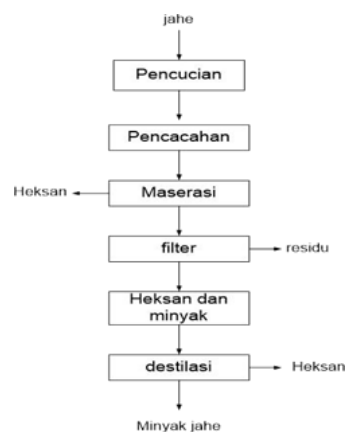 jahe
Pencucian
Pencacahan
Heksan
Maserasi
filter
residu
Heksan dan
minyak
destilasi
Heksan
Minyak jahe